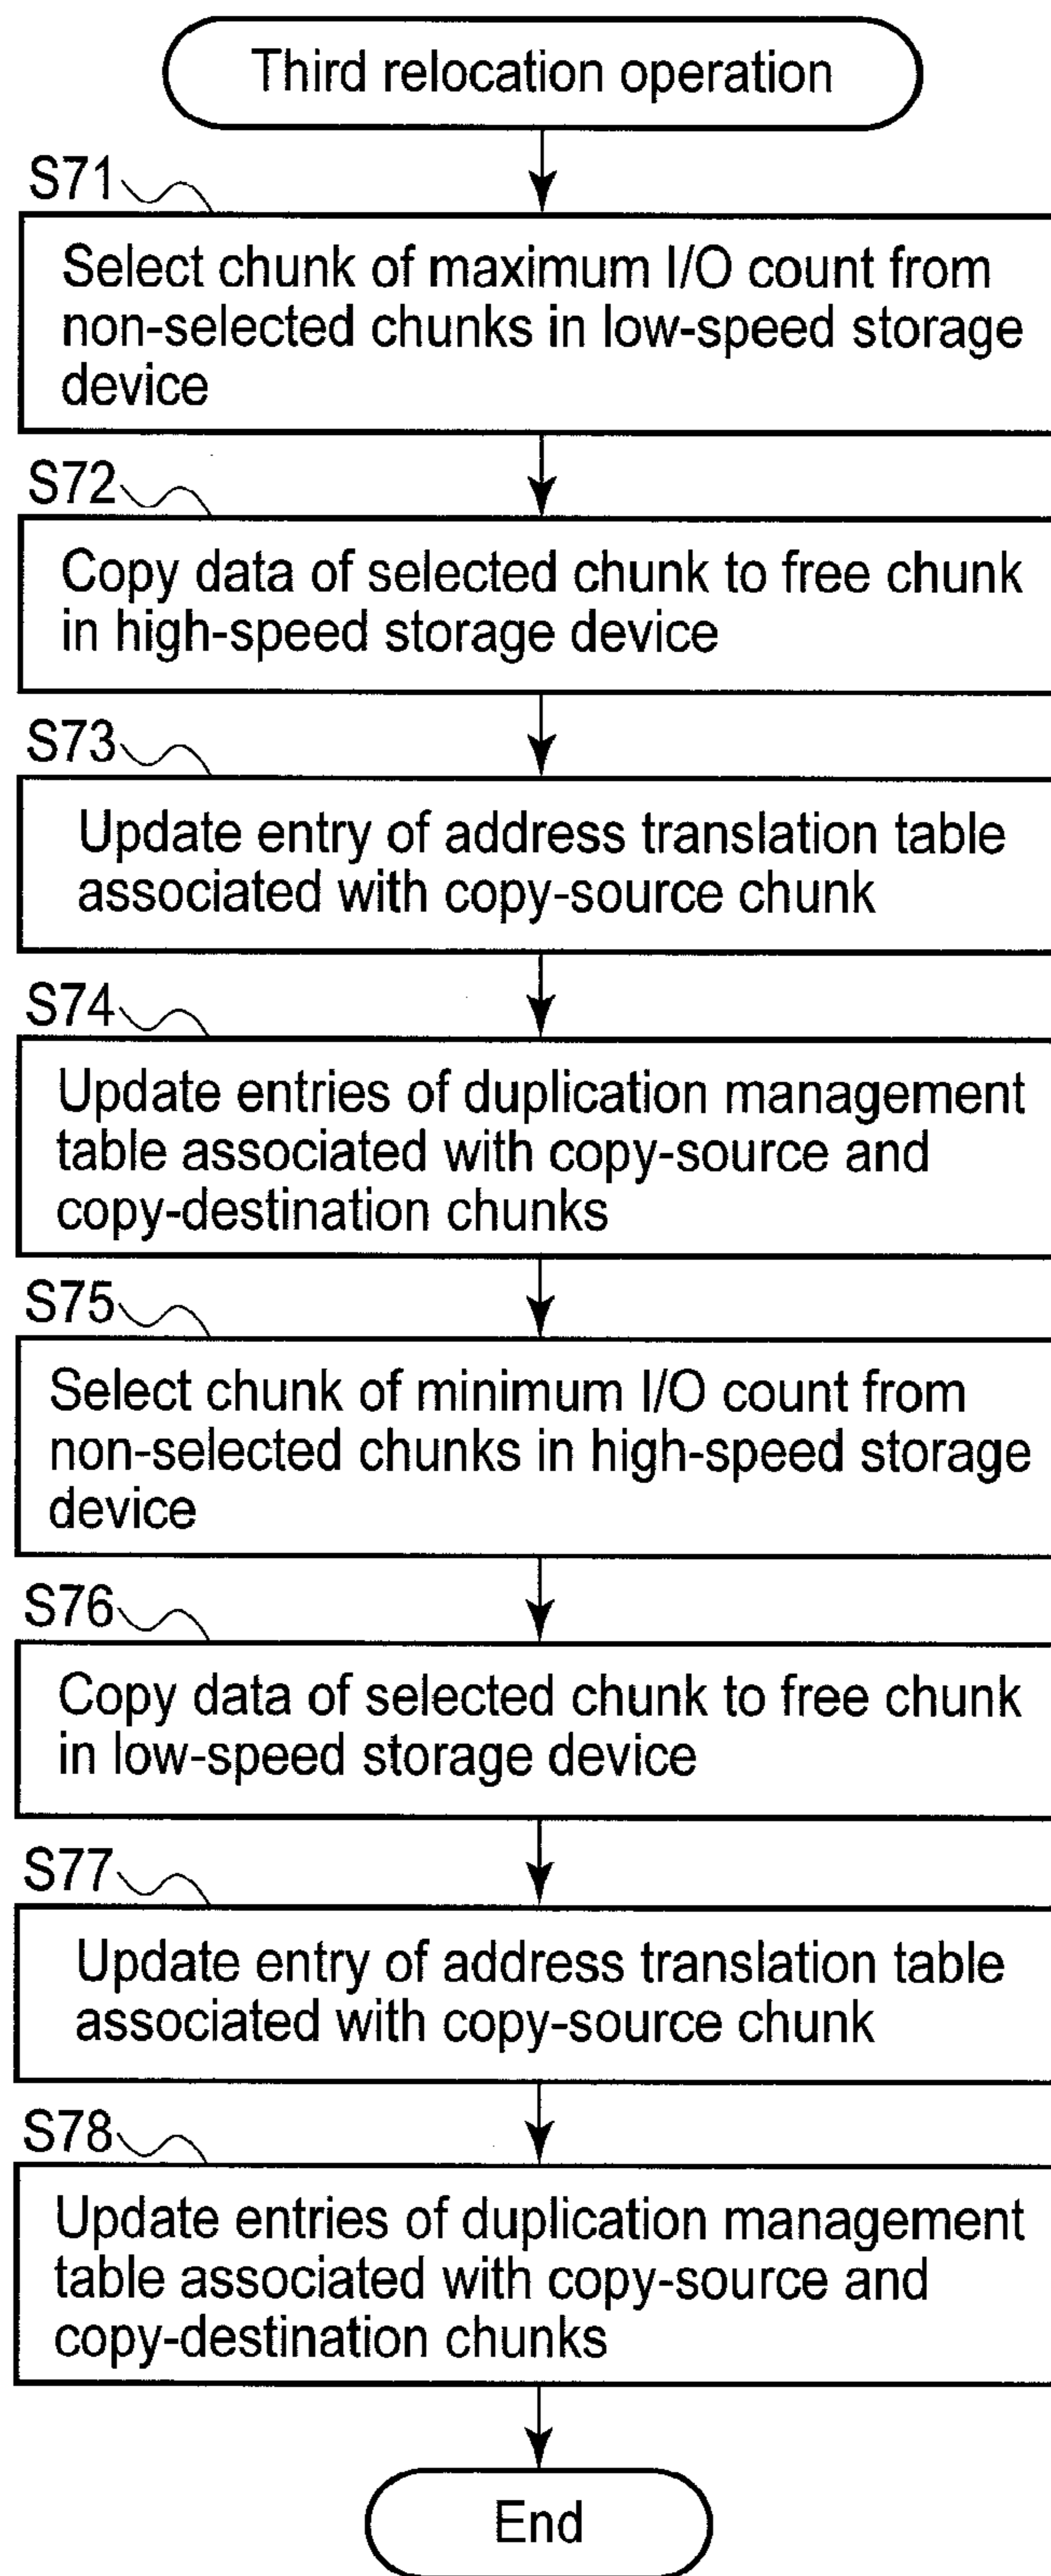 Third relocation operation
S71
Select chunk of maximum I/O count from
non-selected chunks in low-speed storage
device
S72
Copy data of selected chunk to free chunk
in high-speed storage device
S73
Update entry of address translation table
associated with copy-source chunk
S74
Update entries of duplication management
table associated with copy-source and
copy-destination chunks
S75
Select chunk of minimum I/O count from
non-selected chunks in high-speed storage
device
S76
Copy data of selected chunk to free chunk
in low-speed storage device
S77
Update entry of address translation table
associated with copy-source chunk
S78
Update entries of duplication management
table associated with copy-source and
copy-destination chunks
End